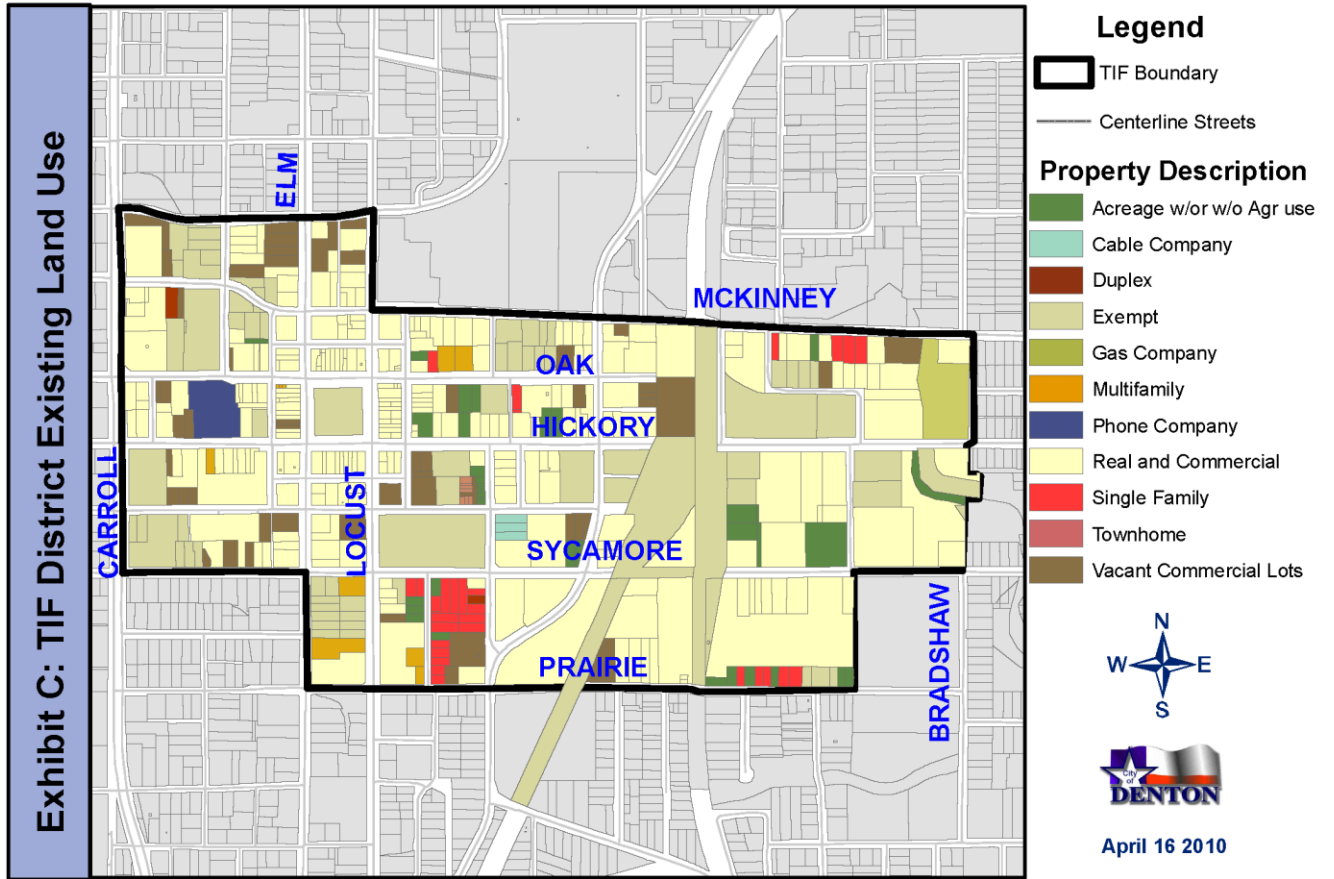 Exhibit C: TIF District Existing Land Use
ELM
MCKINNEY
OAK
HICKORY
CARROLL
LOCUST
SYCAMORE
PRAIRIE
BRADSHAW
Legend
TIF Boundary
Centerline Streets
Property Description
Acreage w/or w/o Agr use
Cable Company
Duplex
Exempt
Gas Company
Multifamily
Phone Company
Real and Commercial
Single Family
Townhome
Vacant Commercial Lots
N
W E
S
City
of
DENTON
April 16 2010